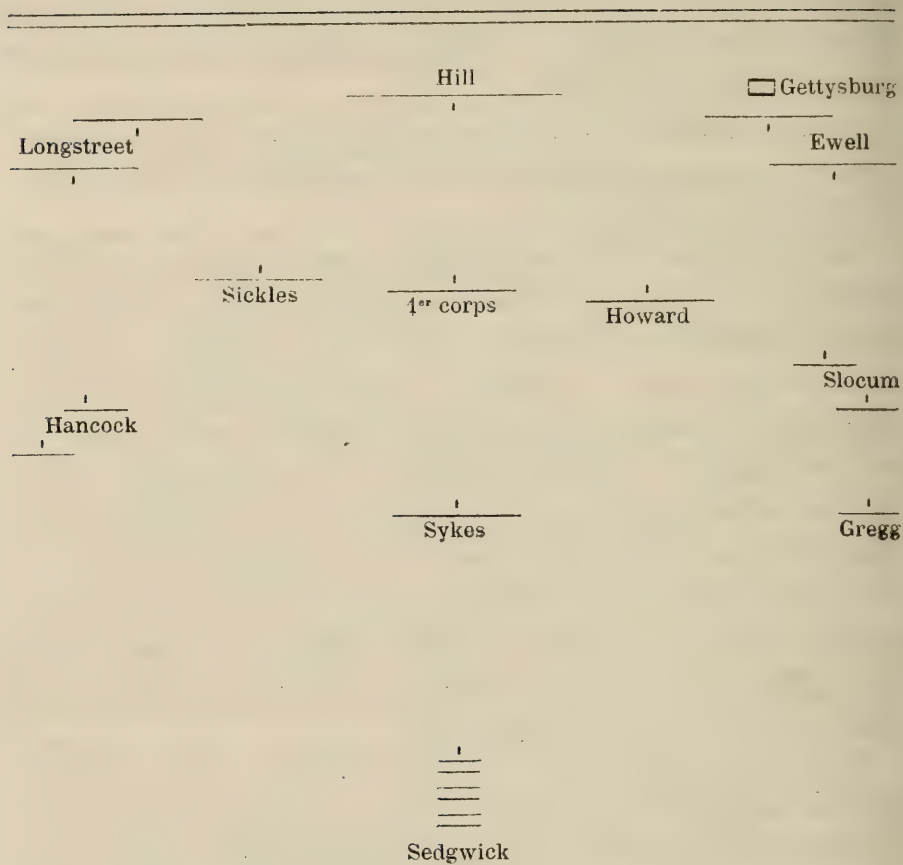 Hill
Gettysburg
Longstreet
Ewell
Sickles
1er corps
Howard
Slocum
Hancock
Sykes
Gregg
Sedgwick